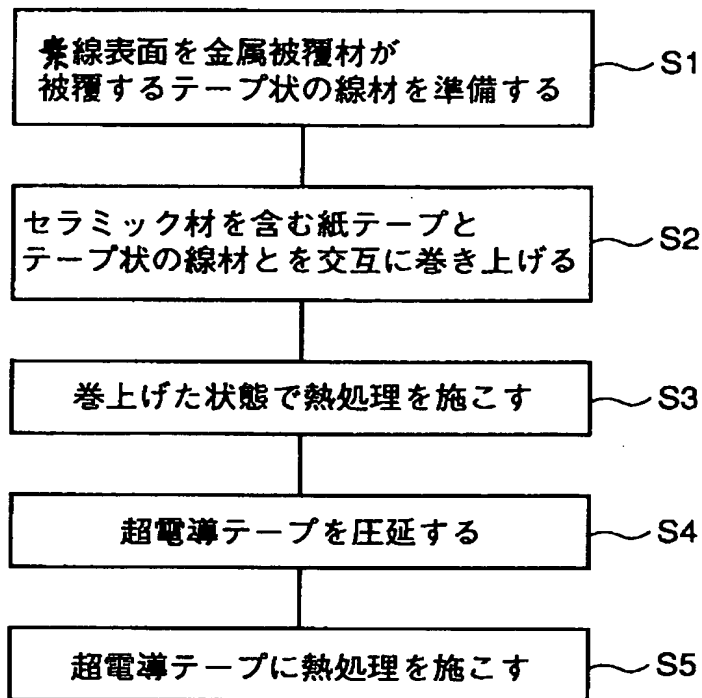 素線表面を金属被覆材が
被覆するテープ状の線材を準備する
S1
セラミック材を含む紙テープと
テープ状の線材とを交互に巻き上げる
S2
巻上げた状態で熱処理を施こす
S3
超電導テープを圧延する
S4
超電導テープに熱処理を施こす
S5